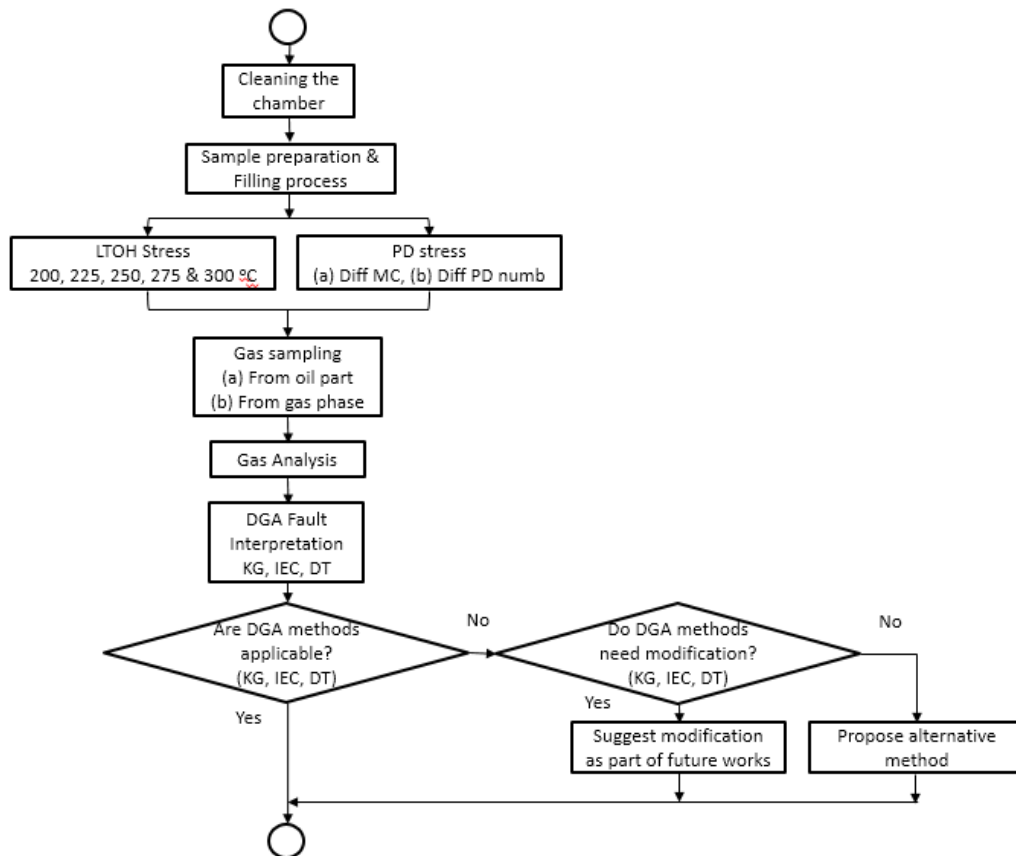 Cleaning the
chamber
Sample preparation &
Filling process
LTOH Stress
200, 225, 250, 275 & 300 ºC
PD stress
(a) Diff MC, (b) Diff PD numb
Gas sampling
(a) From oil part
(b) From gas phase
Gas Analysis
DGA Fault
Interpretation
KG, IEC, DT
Are DGA methods
applicable?
(KG, IEC, DT)
No
Do DGA methods
need modification?
(KG, IEC, DT)
No
Yes
Yes
Suggest modification
as part of future works
Propose alternative
method